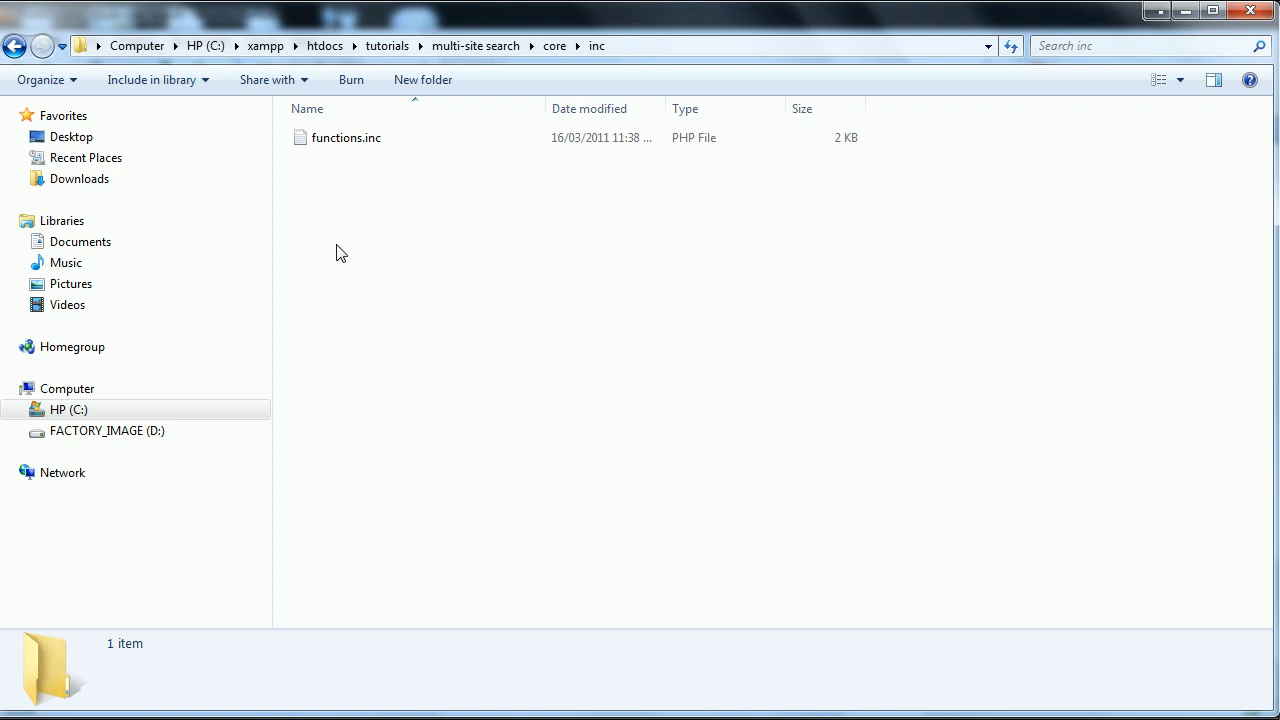 Computer HP (C:) xampp htdocs tutorials multi-site search core inc
Search inc
Organize Include in library Share with Burn New folder
Name Date modified Type Size
functions.inc 16/03/2011 11:38 ... PHP File 2 KB
Favorites
Desktop
Recent Places
Downloads
Libraries
Documents
Music
Pictures
Videos
Homegroup
Computer
HP (C:)
FACTORY_IMAGE (D:)
Network
1 item